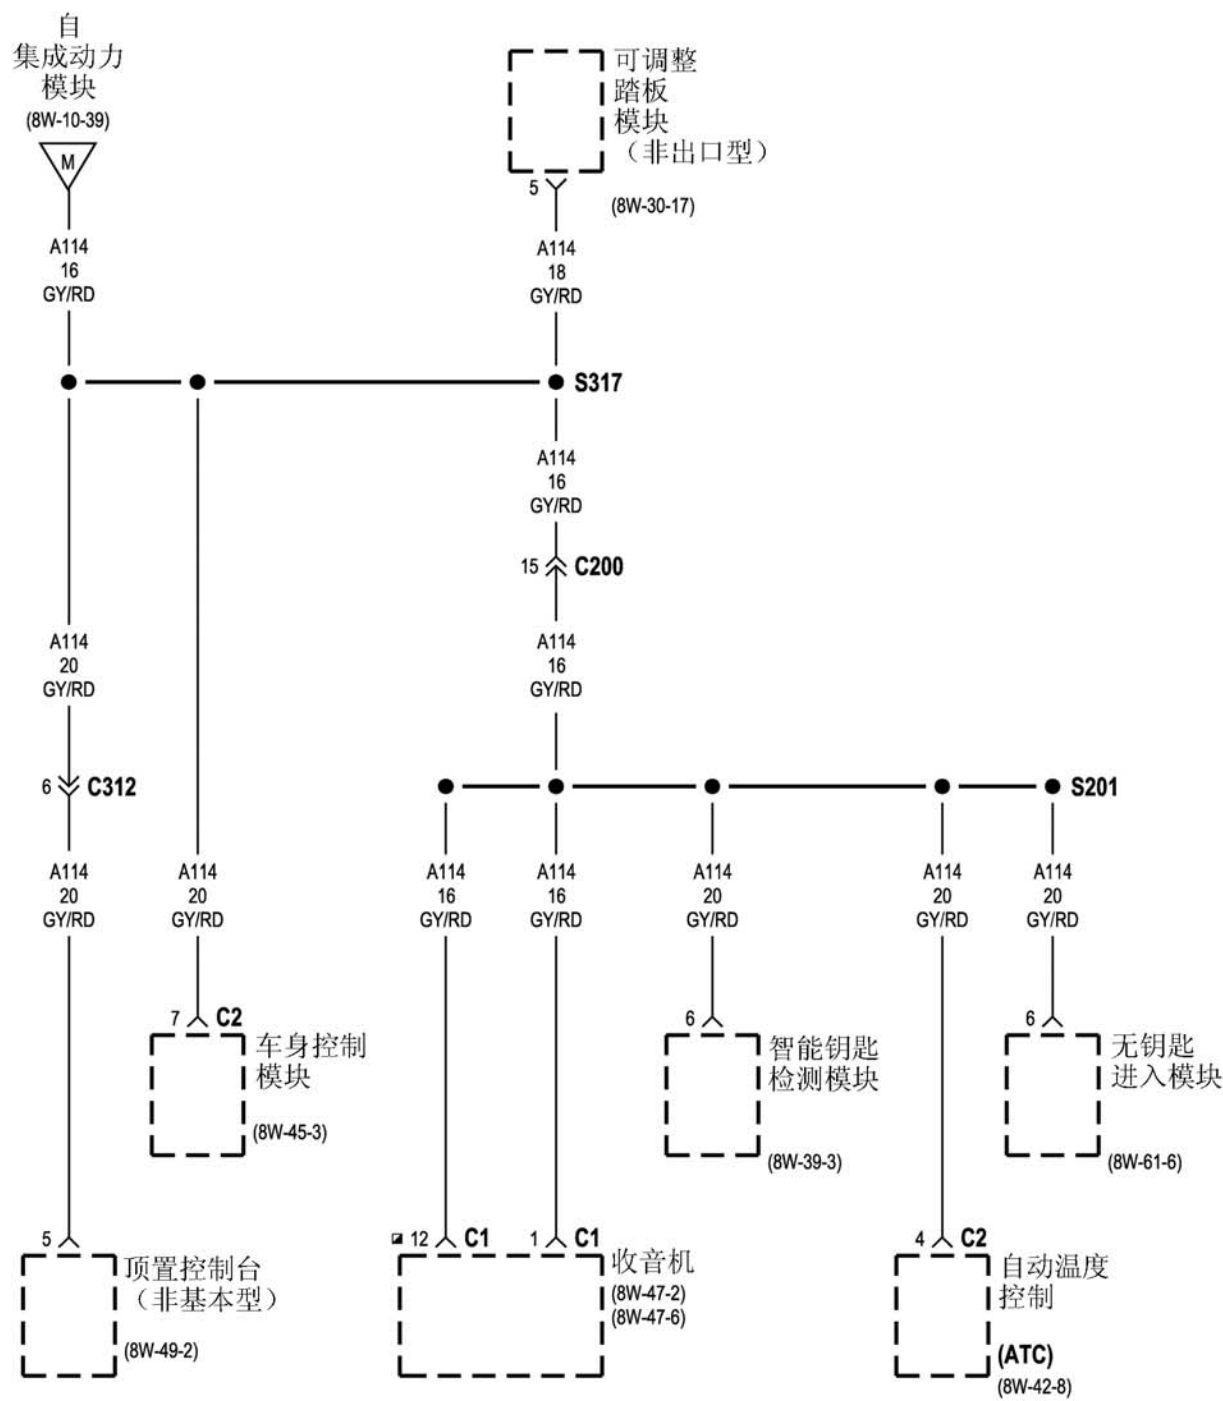 自
集成动力
模块
(8W-10-39)
M
A114
16
GY/RD
可调整
踏板
模块
（非出口型）
(8W-30-17)
5
A114
18
GY/RD
S317
A114
16
GY/RD
15
C200
A114
16
GY/RD
A114
20
GY/RD
6
C312
S201
A114
20
GY/RD
A114
20
GY/RD
A114
16
GY/RD
A114
16
GY/RD
A114
20
GY/RD
A114
20
GY/RD
A114
20
GY/RD
7
C2
车身控制
模块
(8W-45-3)
6
智能钥匙
检测模块
(8W-39-3)
6
无钥匙
进入模块
(8W-61-6)
5
顶置控制台
（非基本型）
(8W-49-2)
12
C1
1
C1
收音机
(8W-47-2)
(8W-47-6)
4
C2
自动温度
控制
(ATC)
(8W-42-8)